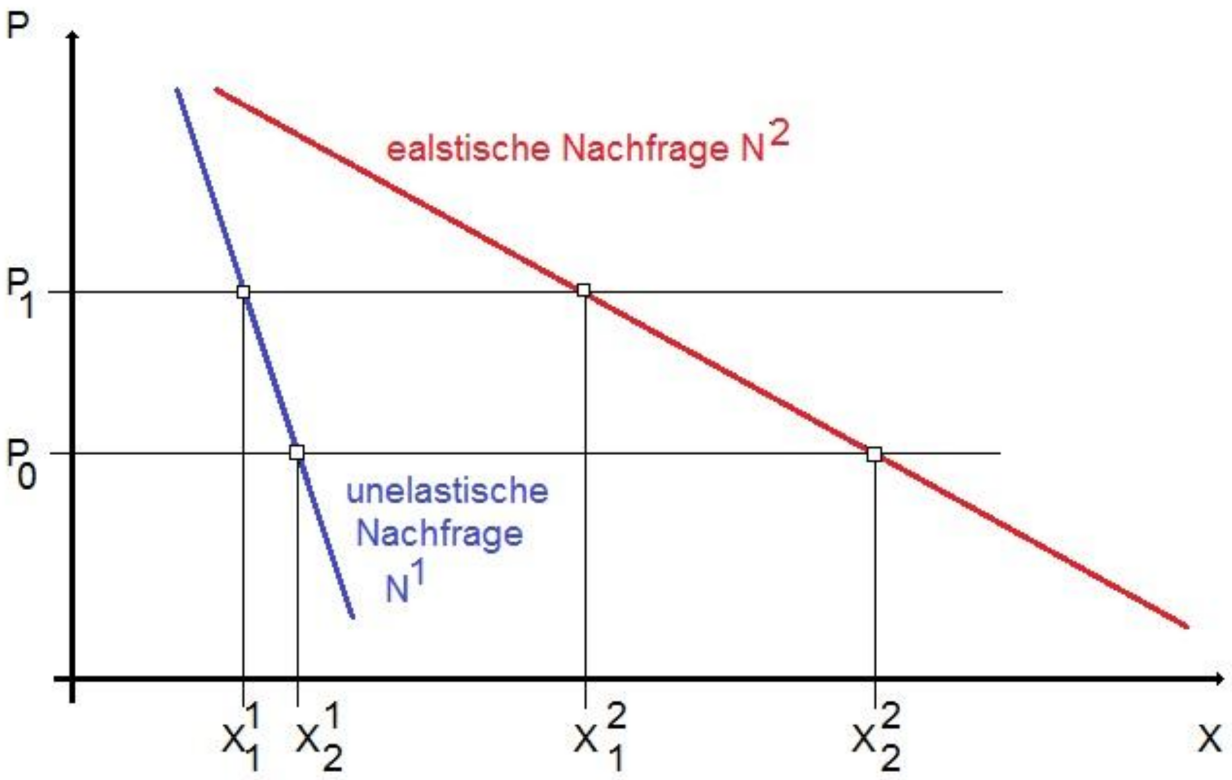 P
ealstische Nachfrage N²
P₁
P₀
unelastische
Nachfrage
N¹
X₁¹ X₂¹ X₁² X₂² X